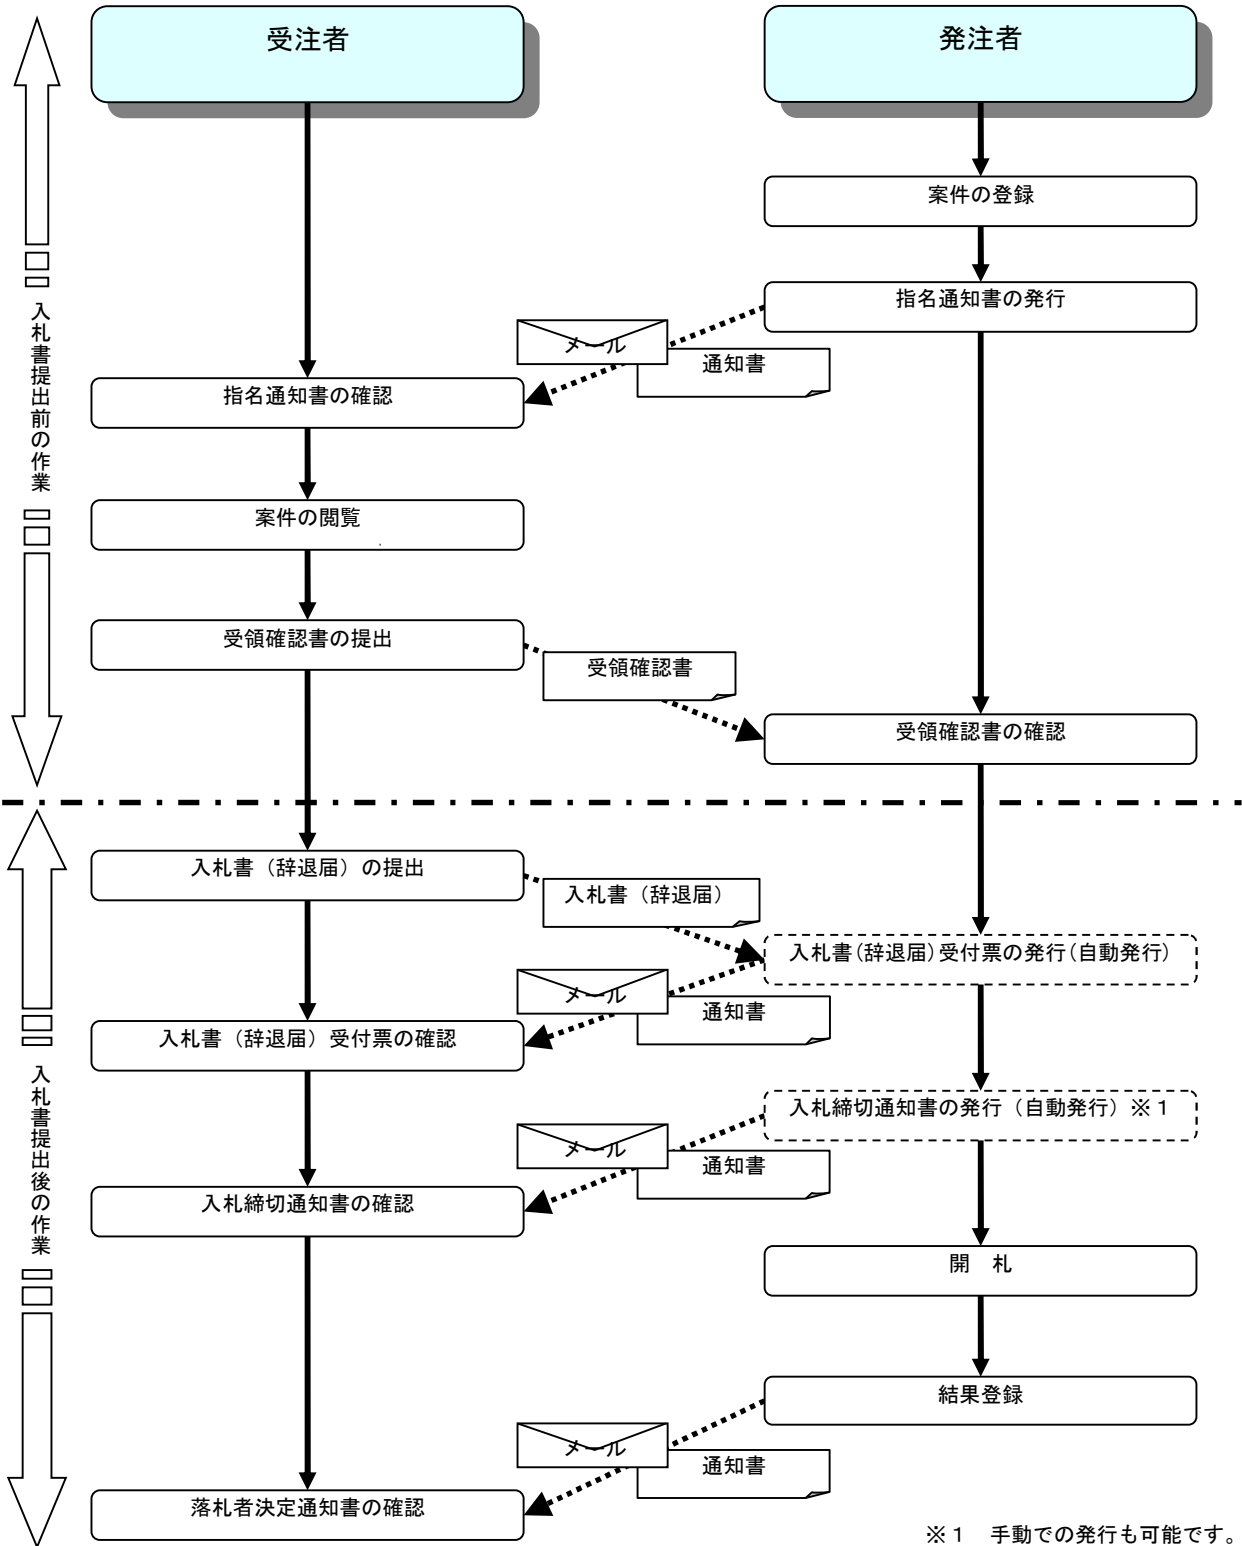 受注者
発注者
案件の登録
指名通知書の発行
メール
通知書
指名通知書の確認
入札書提出前の作業
案件の閲覧
受領確認書の提出
受領確認書
受領確認書の確認
入札書（辞退届）の提出
入札書（辞退届）
入札書(辞退届)受付票の発行(自動発行)
メール
通知書
入札書（辞退届）受付票の確認
入札書提出後の作業
入札締切通知書の発行（自動発行）※１
メール
通知書
入札締切通知書の確認
開　札
結果登録
メール
通知書
落札者決定通知書の確認
※１　手動での発行も可能です。